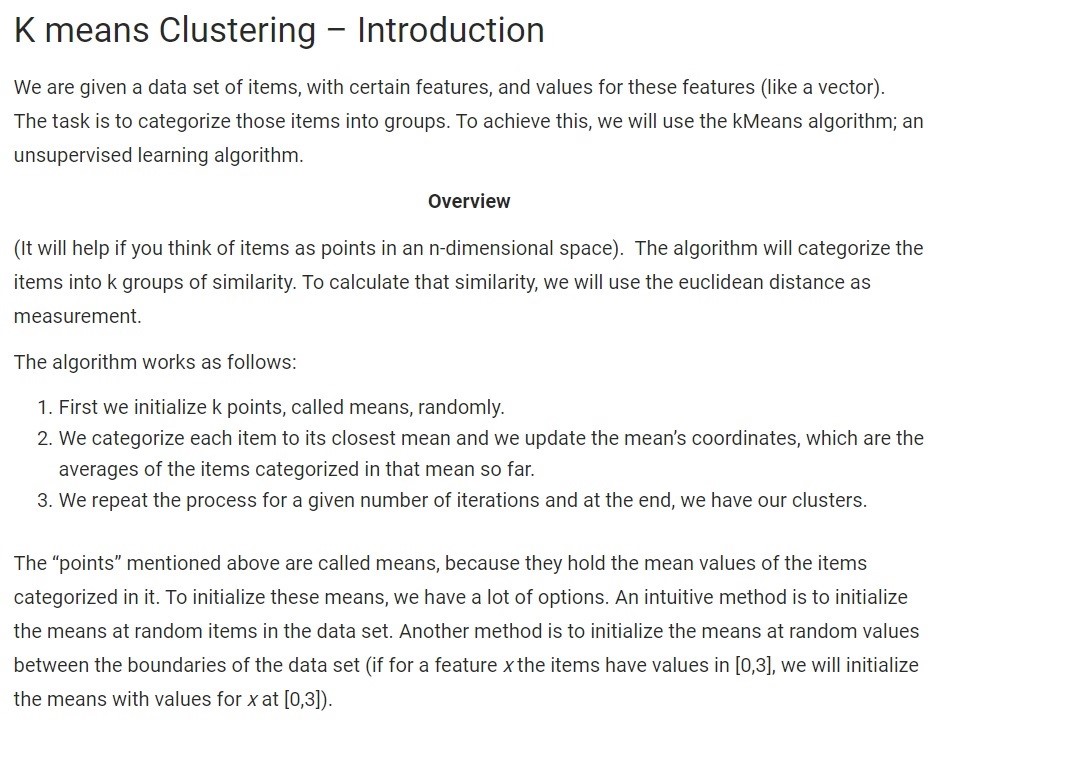 K means Clustering – Introduction
We are given a data set of items, with certain features, and values for these features (like a vector).
The task is to categorize those items into groups. To achieve this, we will use the kMeans algorithm; an
unsupervised learning algorithm.
Overview
(It will help if you think of items as points in an n-dimensional space).  The algorithm will categorize the
items into k groups of similarity. To calculate that similarity, we will use the euclidean distance as
measurement.
The algorithm works as follows:
1. First we initialize k points, called means, randomly.
2. We categorize each item to its closest mean and we update the mean’s coordinates, which are the
averages of the items categorized in that mean so far.
3. We repeat the process for a given number of iterations and at the end, we have our clusters.
The “points” mentioned above are called means, because they hold the mean values of the items
categorized in it. To initialize these means, we have a lot of options. An intuitive method is to initialize
the means at random items in the data set. Another method is to initialize the means at random values
between the boundaries of the data set (if for a feature x the items have values in [0,3], we will initialize
the means with values for x at [0,3]).